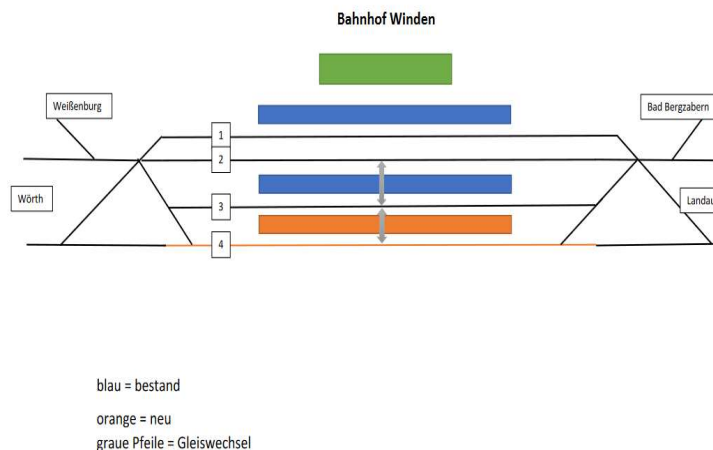 Bahnhof Winden
Weißenburg
Bad Bergzabern
1
2
Wörth
3
Landau
4
blau = bestand
orange = neu
graue Pfeile = Gleiswechsel